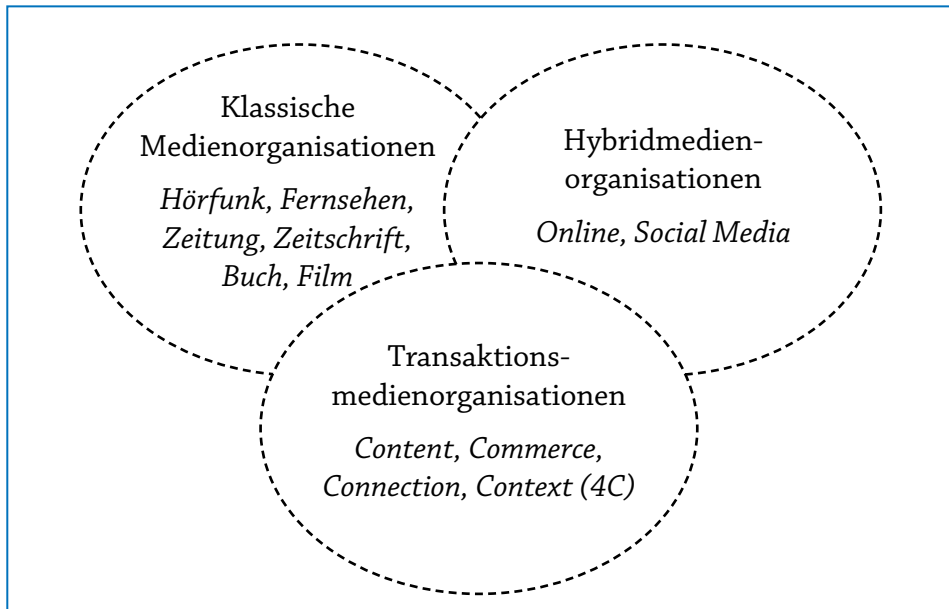 Klassische
Medienorganisationen
Hörfunk, Fernsehen,
Zeitung, Zeitschrift,
Buch, Film
Hybridmedien-
organisationen
Online, Social Media
Transaktions-
medienorganisationen
Content, Commerce,
Connection, Context (4C)